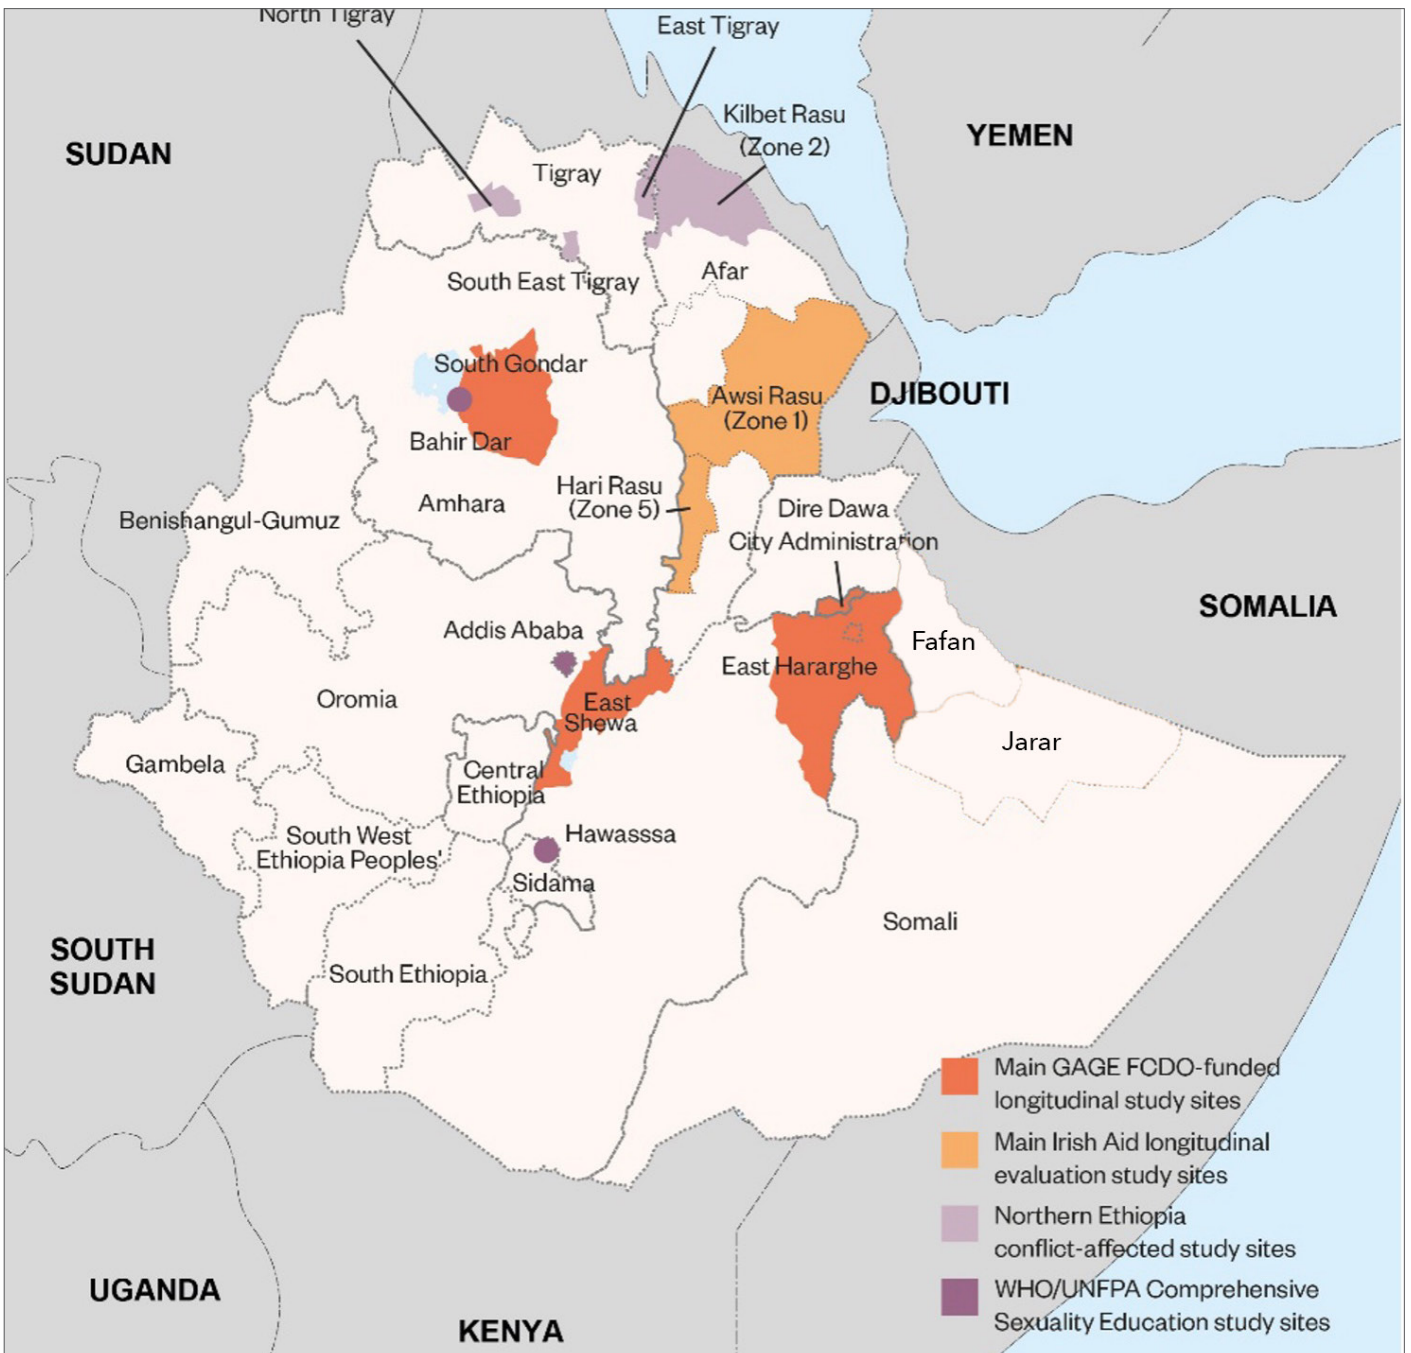 North Tigray
East Tigray
Kilbet Rasu
(Zone 2)
YEMEN
SUDAN
Tigray
Afar
South East Tigray
South Gondar
DJIBOUTI
Awsi Rasu
(Zone 1)
Bahir Dar
Hari Rasu
(Zone 5)
Amhara
Dire Dawa
City Administration
Benishangul-Gumuz
SOMALIA
Addis Ababa
Fafan
East Hararghe
Oromia
East
Shewa
Jarar
Gambela
Central
Ethiopia
South West
Ethiopia Peoples'
Hawasssa
Sidama
Somali
SOUTH
SUDAN
South Ethiopia
Main GAGE FCDO-funded
longitudinal study sites
Main Irish Aid longitudinal
evaluation study sites
Northern Ethiopia
conflict-affected study sites
WHO/UNFPA Comprehensive
Sexuality Education study sites
UGANDA
KENYA